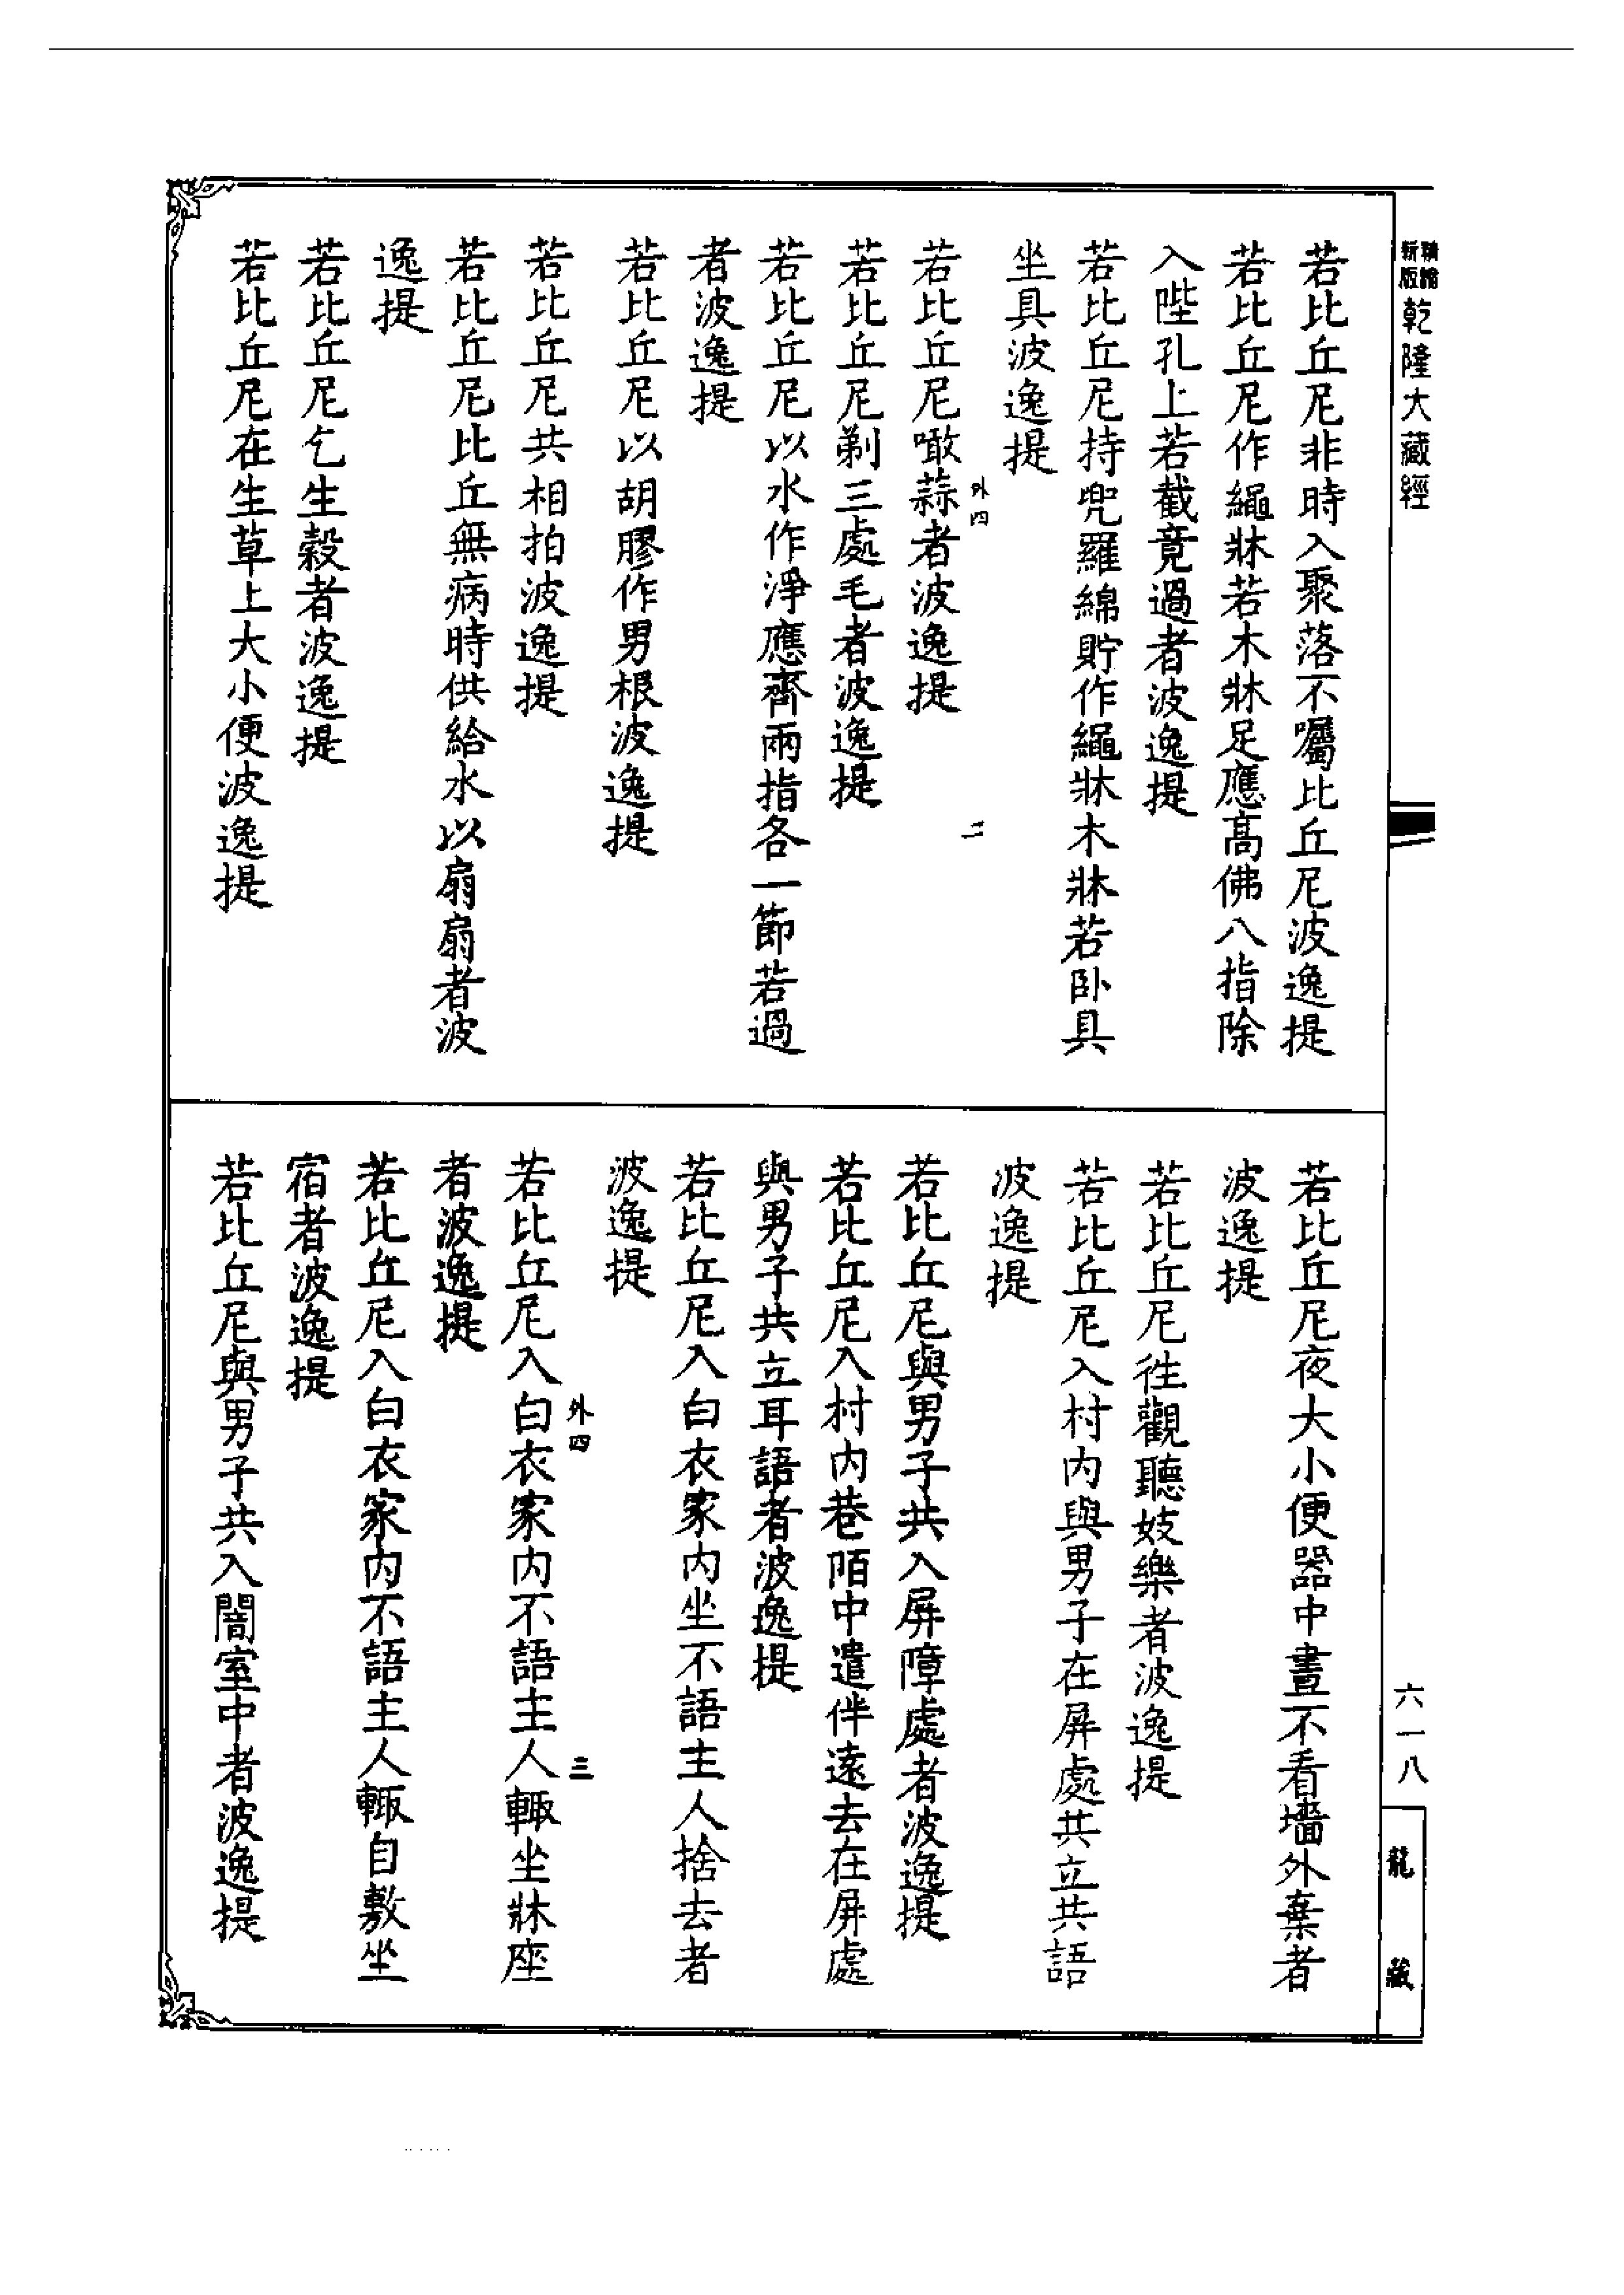 精縮
新版
乾隆大藏經
若比丘尼非時入聚落不囑比丘尼波逸提
若比丘尼作繩牀若木牀足應高佛八指除
入陛孔上若截竟過者波逸提
若比丘尼持兜羅綿貯作繩牀木牀若卧具
坐具波逸提
外四
二
若比丘尼噉蒜者波逸提
若比丘尼剃三處毛者波逸提
若比丘尼以水作淨應齊兩指各一節若過
者波逸提
若比丘尼以胡膠作男根波逸提
若比丘尼共相拍波逸提
若比丘尼比丘無病時供給水以扇扇者波
逸提
若比丘尼乞生穀者波逸提
若比丘尼在生草上大小便波逸提
若比丘尼夜大小便器中晝不看墻外棄者
波逸提
若比丘尼徃觀聽妓樂者波逸提
若比丘尼入村内與男子在屏處共立共語
波逸提
若比丘尼與男子共入屏障處者波逸提
若比丘尼入村内巷陌中遣伴遠去在屏處
與男子共立耳語者波逸提
若比丘尼入白衣家内坐不語主人捨去者
波逸提
外四
三
若比丘尼入白衣家内不語主人輙坐牀座
者波逸提
若比丘尼入白衣家内不語主人輙自敷坐
宿者波逸提
若比丘尼與男子共入闇室中者波逸提
六一八
龍藏